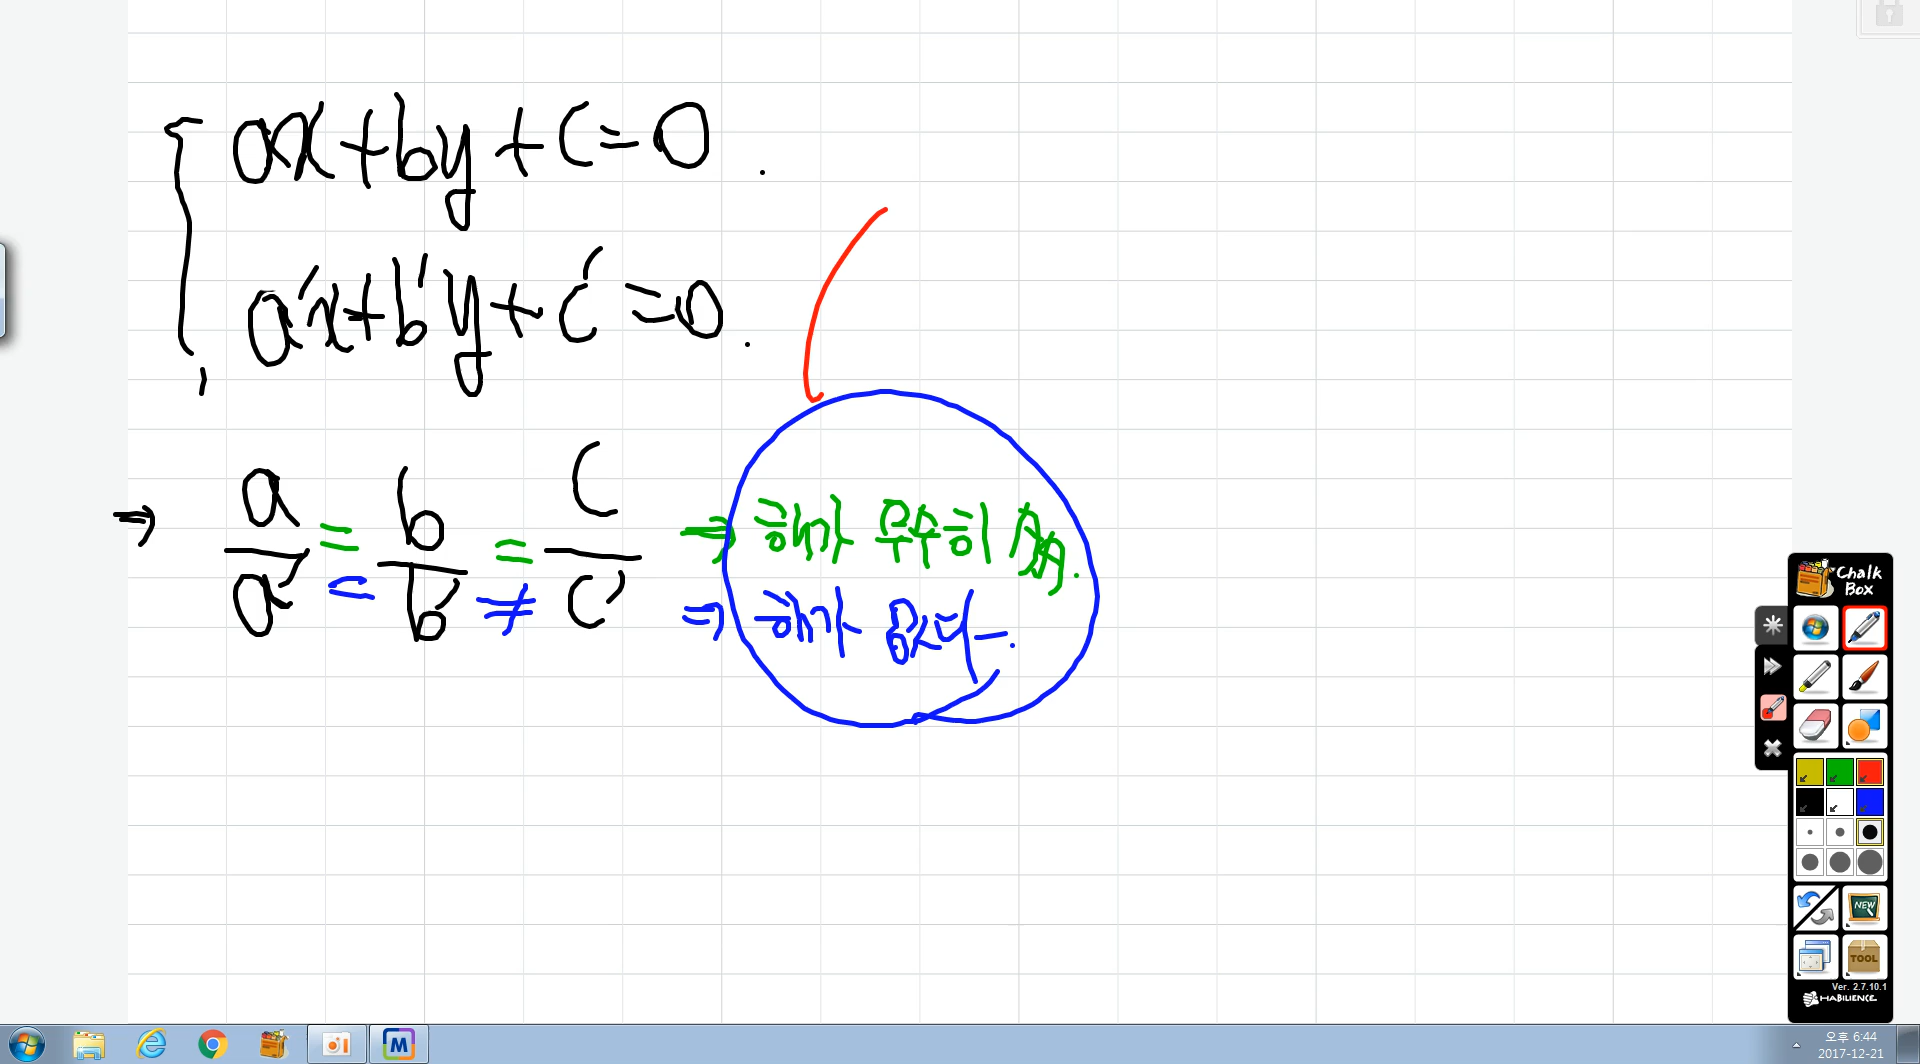 ax+by+c=0.
a'x+b'y+c'=0.
⇒ a/a' = b/b' = c/c' ⇒ 해가 무수히 많.
= ≠ ⇒ 해가 없다.
Chalk
Box
NEW
TOOL
Ver. 2.7.10.1
HABILIENCE
오후 6:44
2017-12-21